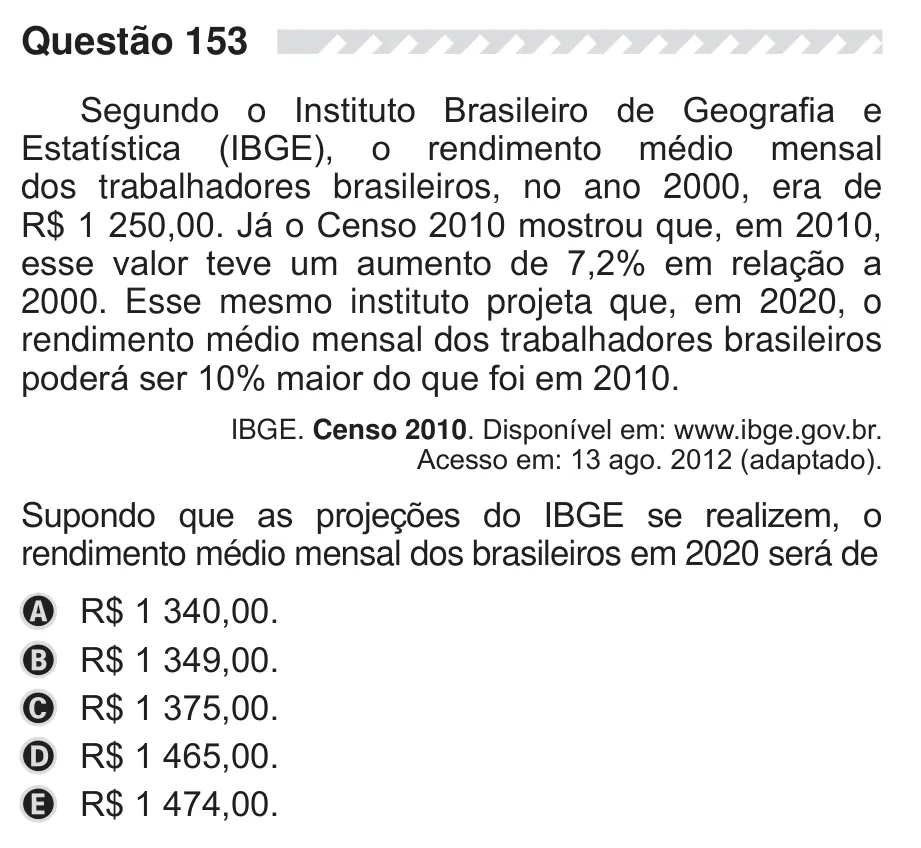 Questão 153
Segundo o Instituto Brasileiro de Geografia e
Estatística (IBGE), o rendimento médio mensal
dos trabalhadores brasileiros, no ano 2000, era de
R$ 1 250,00. Já o Censo 2010 mostrou que, em 2010,
esse valor teve um aumento de 7,2% em relação a
2000. Esse mesmo instituto projeta que, em 2020, o
rendimento médio mensal dos trabalhadores brasileiros
poderá ser 10% maior do que foi em 2010.
IBGE. Censo 2010. Disponível em: www.ibge.gov.br.
Acesso em: 13 ago. 2012 (adaptado).
Supondo que as projeções do IBGE se realizem, o
rendimento médio mensal dos brasileiros em 2020 será de
A R$ 1 340,00.
B R$ 1 349,00.
C R$ 1 375,00.
D R$ 1 465,00.
E R$ 1 474,00.